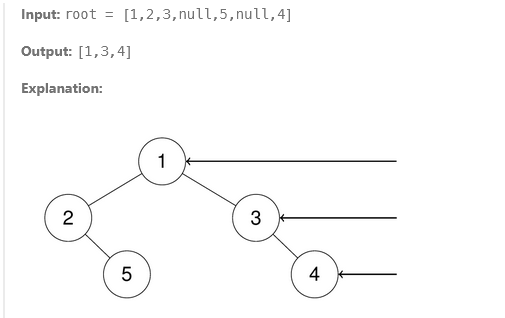 Input: root = [1,2,3,null,5,null,4]
Output: [1,3,4]
Explanation:
1
2 3
5 4